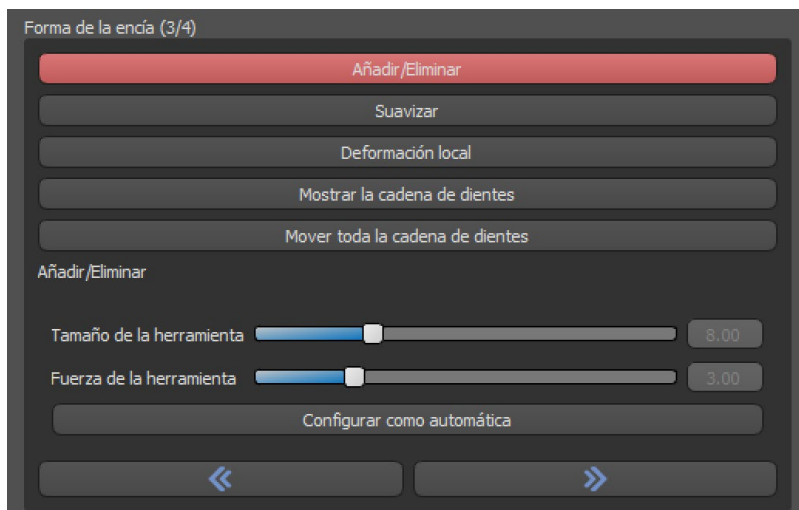 Forma de la encía (3/4)
Añadir/Eliminar
Suavizar
Deformación local
Mostrar la cadena de dientes
Mover toda la cadena de dientes
Añadir/Eliminar
Tamaño de la herramienta 8.00
Fuerza de la herramienta 3.00
Configurar como automática